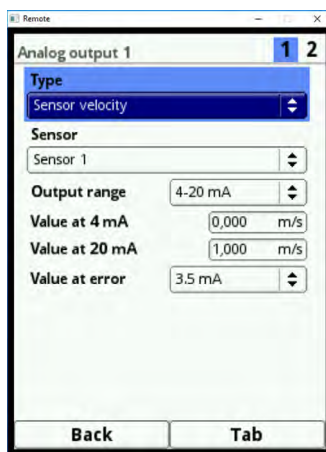 Remote
Analog output 1 1 2
Type
Sensor velocity
Sensor
Sensor 1
Output range 4-20 mA
Value at 4 mA 0,000 m/s
Value at 20 mA 1,000 m/s
Value at error 3.5 mA
Back Tab